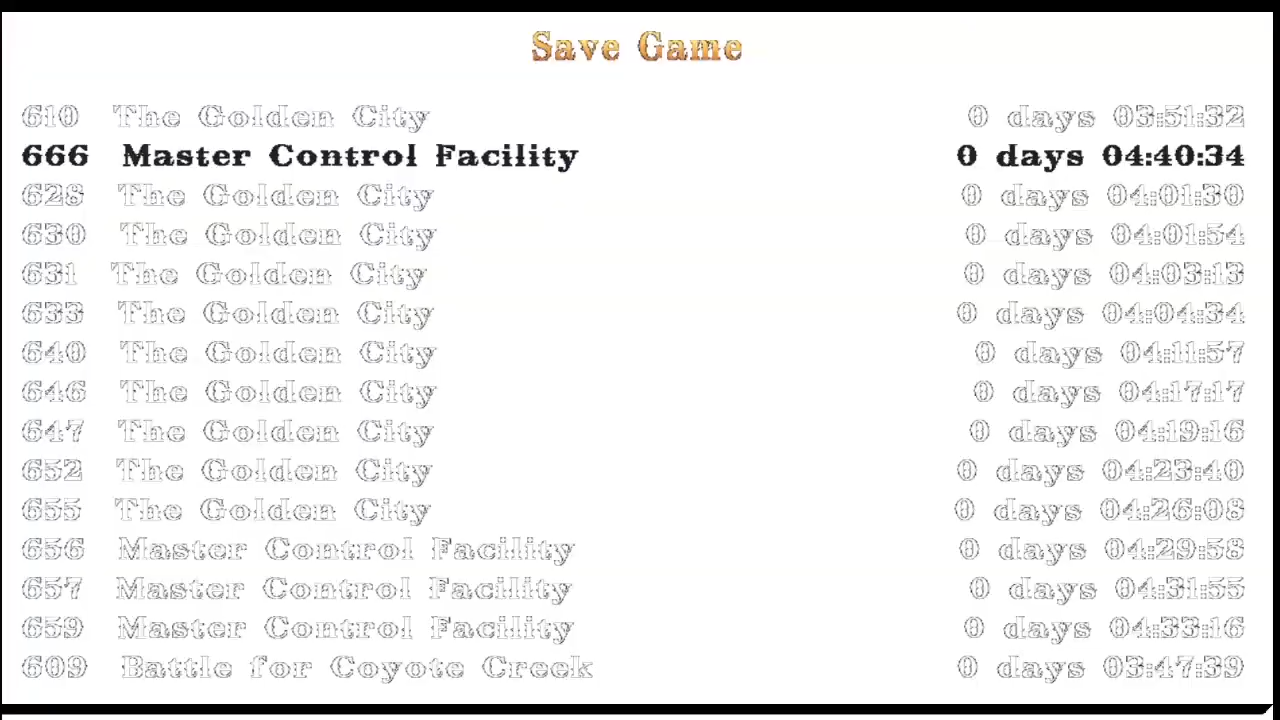 Save Game
610 The Golden City 0 days 03:51:32
666 Master Control Facility 0 days 04:40:34
628 The Golden City 0 days 04:01:30
630 The Golden City 0 days 04:01:54
631 The Golden City 0 days 04:03:13
633 The Golden City 0 days 04:04:34
640 The Golden City 0 days 04:11:57
646 The Golden City 0 days 04:17:17
647 The Golden City 0 days 04:19:16
652 The Golden City 0 days 04:23:40
655 The Golden City 0 days 04:26:08
656 Master Control Facility 0 days 04:29:58
657 Master Control Facility 0 days 04:31:55
659 Master Control Facility 0 days 04:33:16
609 Battle for Coyote Creek 0 days 03:47:39